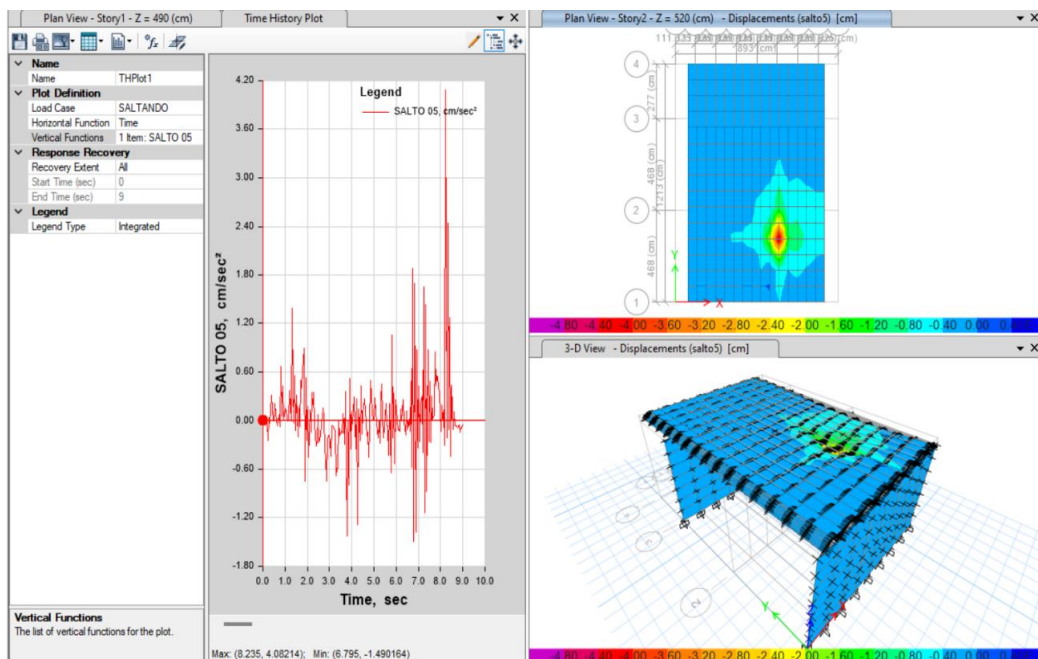 Plan View - Story1 - Z = 490 (cm)
Time History Plot
Name
Name THPlot1
Plot Definition
Load Case SALTANDO
Horizontal Function Time
Vertical Functions 1 Item: SALTO 05
Response Recovery
Recovery Extent All
Start Time (sec) 0
End Time (sec) 9
Legend
Legend Type Integrated
Vertical Functions
The list of vertical functions for the plot.
Legend
SALTO 05, cm/sec²
4.20
3.60
3.00
2.40
1.80
1.20
0.60
0.00
-0.60
-1.20
-1.80
SALTO 05, cm/sec²
0.0 1.0 2.0 3.0 4.0 5.0 6.0 7.0 8.0 9.0 10.0
Time, sec
Max: (8.235, 4.08214); Min: (6.795, -1.490164)
Plan View - Story2 - Z = 520 (cm) - Displacements (salto5) [cm]
893 (cm)
4
277 (cm)
3
468 (cm)
1213 (cm)
2
468 (cm)
1
Y
X
-4.80 -4.40 -4.00 -3.60 -3.20 -2.80 -2.40 -2.00 -1.60 -1.20 -0.80 -0.40 0.00
3-D View - Displacements (salto5) [cm]
2
Y
-4.80 -4.40 -4.00 -3.60 -3.20 -2.80 -2.40 -2.00 -1.60 -1.20 -0.80 -0.40 0.00